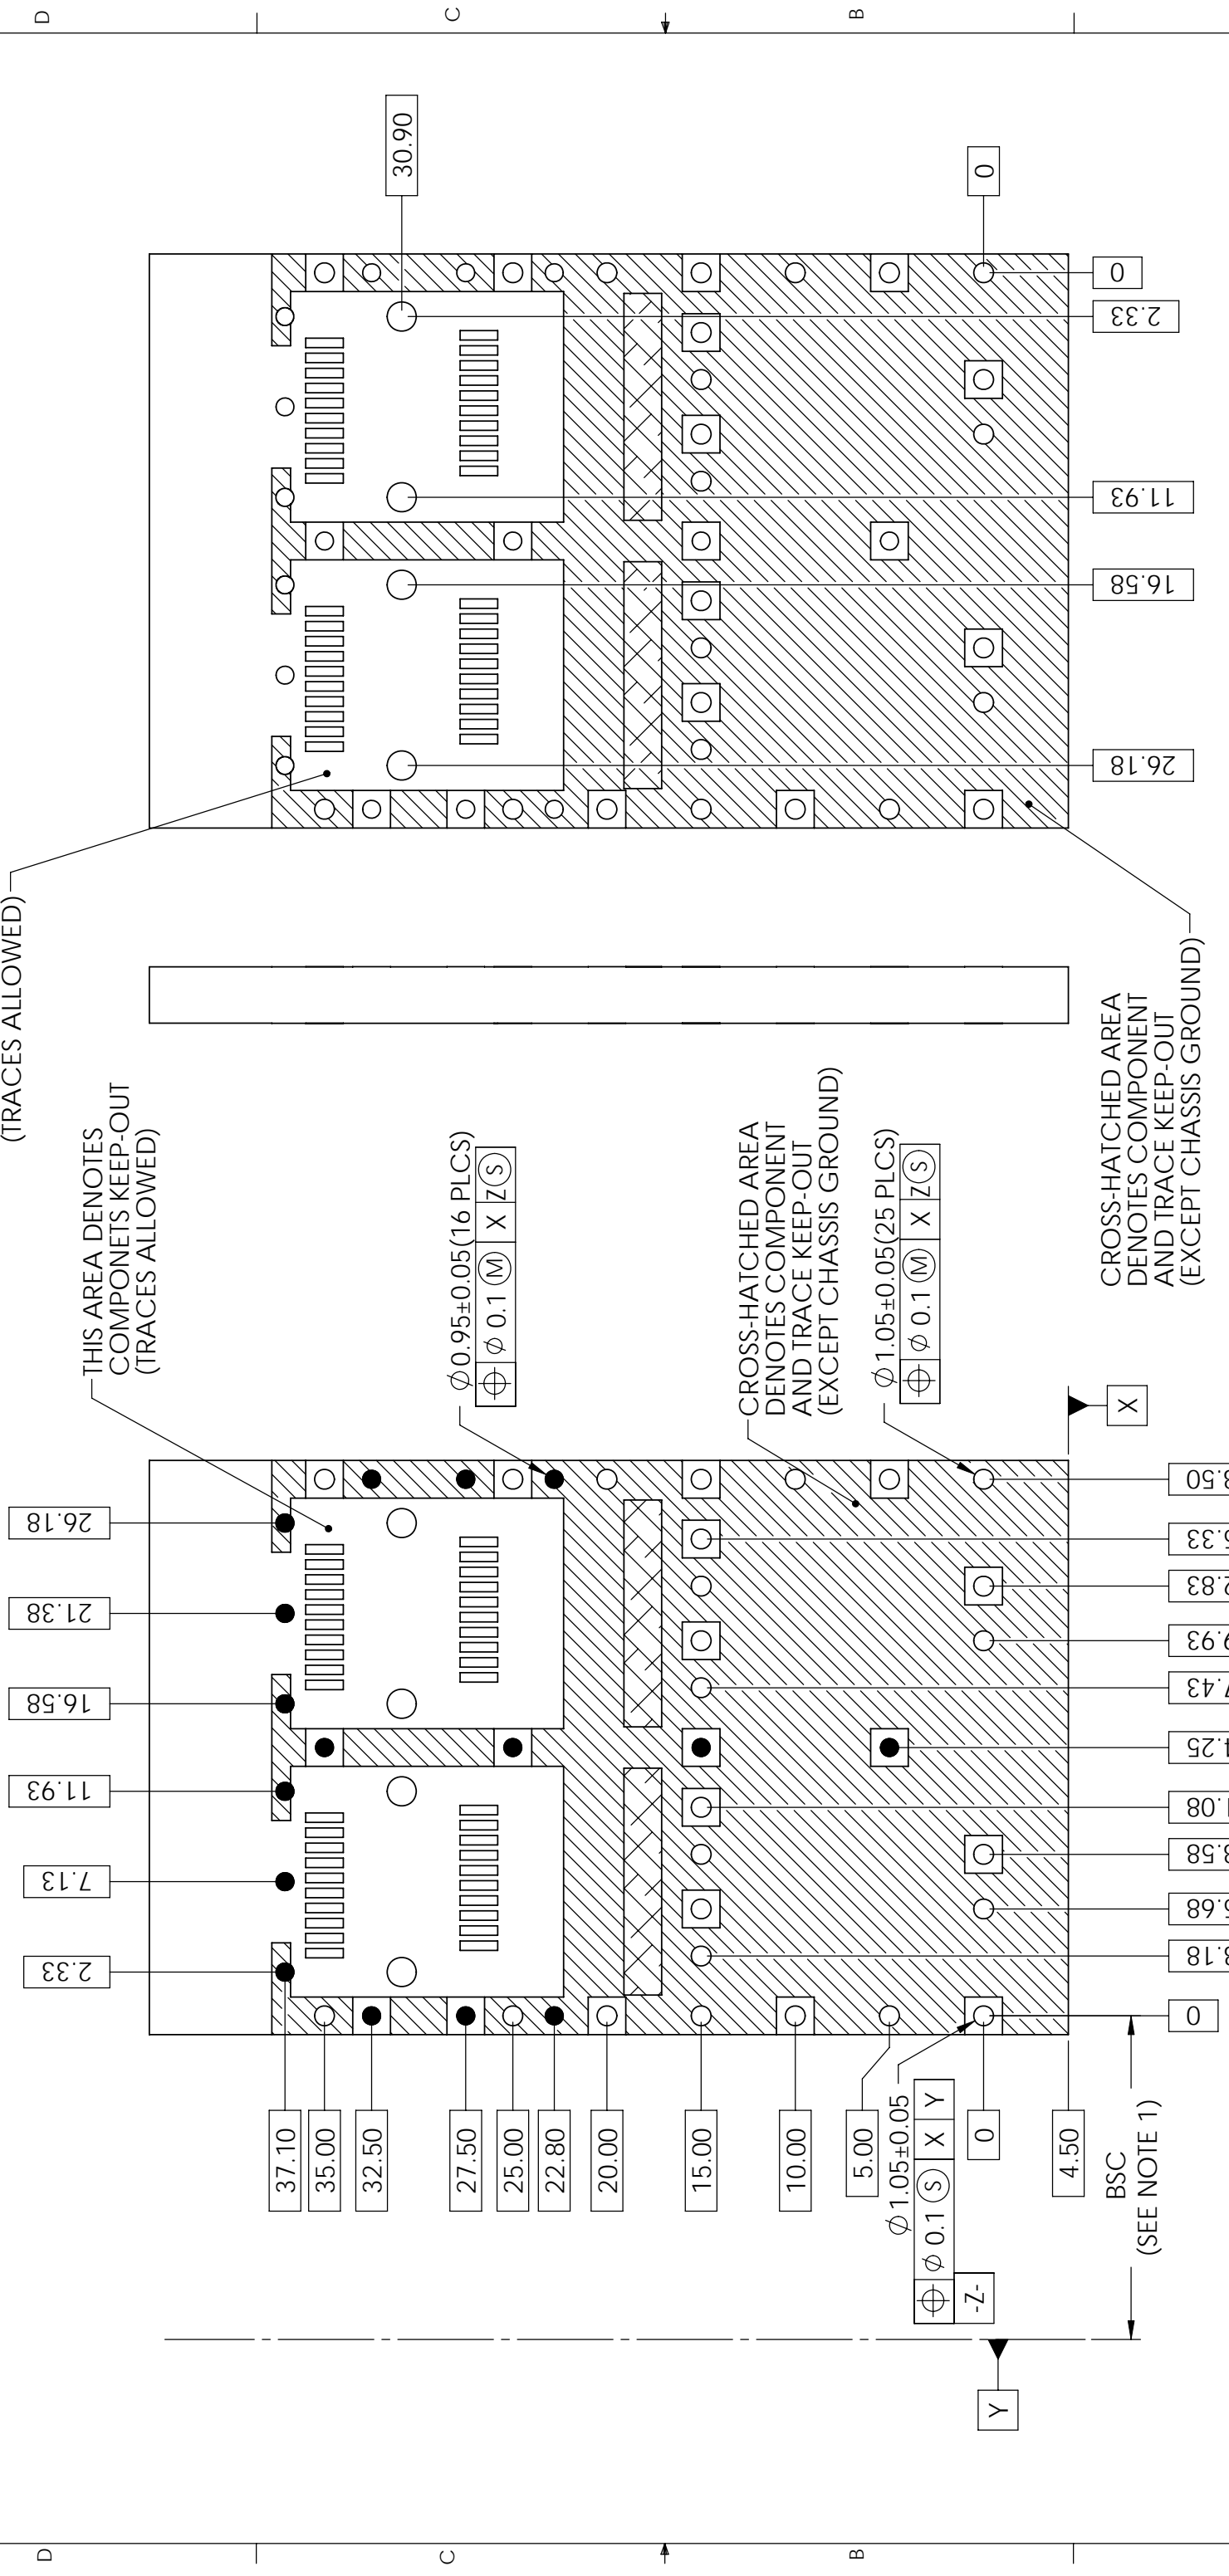 D
C
B
(TRACES ALLOWED)
30.90
0
0
2.33
11.93
16.58
26.18
CROSS-HATCHED AREA
DENOTES COMPONENT
AND TRACE KEEP-OUT
(EXCEPT CHASSIS GROUND)
THIS AREA DENOTES
COMPONETS KEEP-OUT
(TRACES ALLOWED)
⌀0.95±0.05(16 PLCS)
⌖ ⌀ 0.1 Ⓜ X Z Ⓢ
CROSS-HATCHED AREA
DENOTES COMPONENT
AND TRACE KEEP-OUT
(EXCEPT CHASSIS GROUND)
⌀1.05±0.05(25 PLCS)
⌖ ⌀ 0.1 Ⓜ X Z Ⓢ
X
26.18
21.38
16.58
11.93
7.13
2.33
37.10
35.00
32.50
27.50
25.00
22.80
20.00
15.00
10.00
5.00
0
4.50
⌀1.05±0.05
⌖ ⌀ 0.1 Ⓢ X Y
-Z-
0
BSC
(SEE NOTE 1)
Y
D
C
B